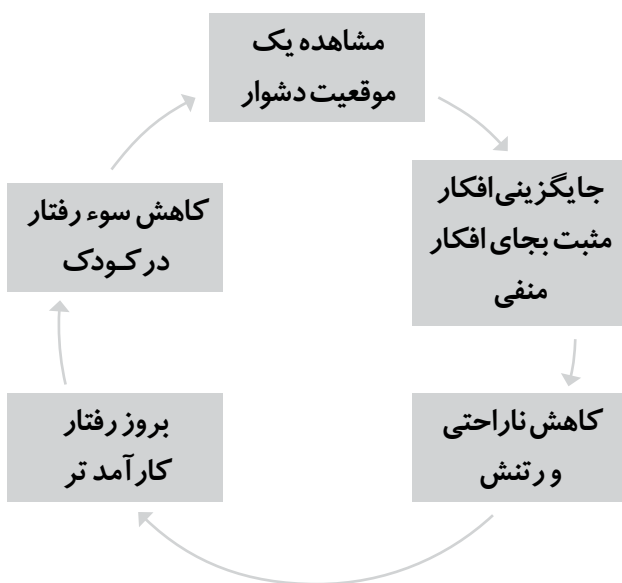 مشاهده یک
موقعیت دشوار
جایگزینی افکار
مثبت بجای افکار
منفی
کاهش ناراحتی
و رتنش
بروز رفتار
کارآمد تر
کاهش سوء رفتار
در کـودک